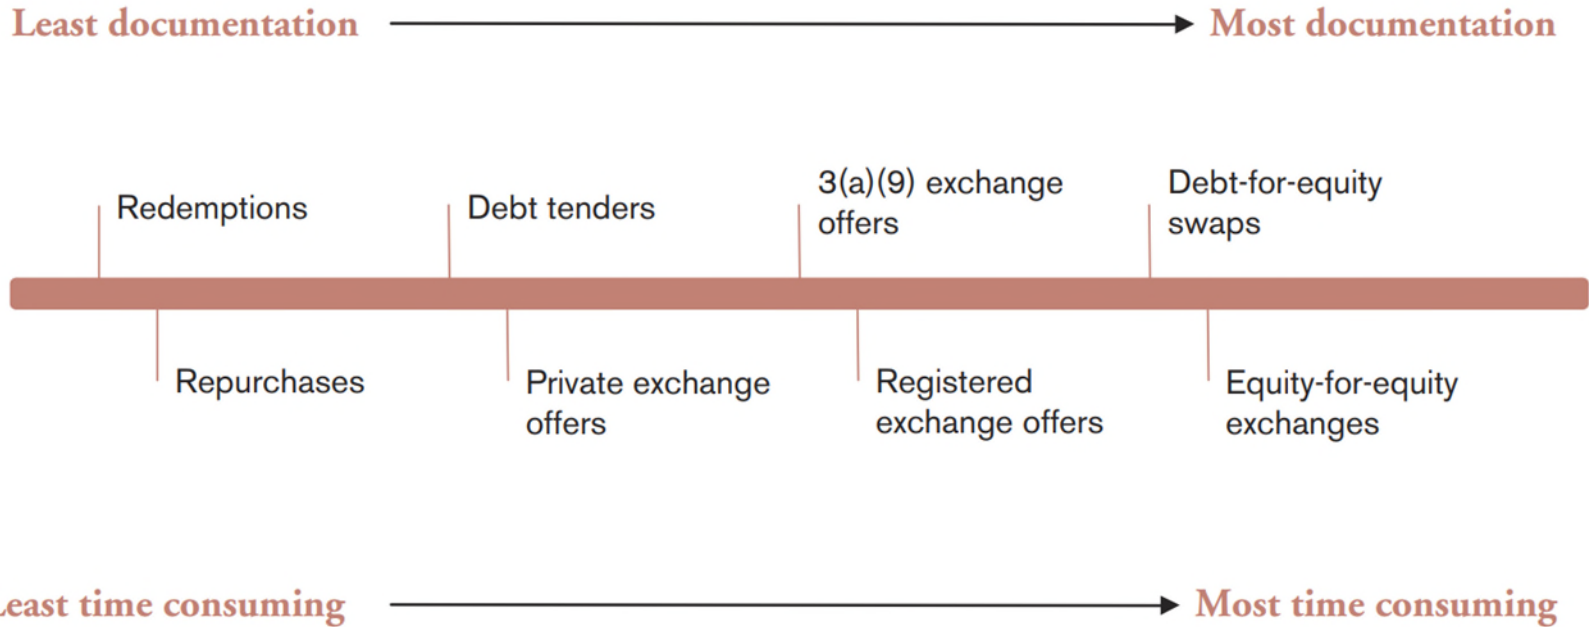 Least documentation
Most documentation
Redemptions
Debt tenders
3(a)(9) exchange
offers
Debt-for-equity
swaps
Repurchases
Private exchange
offers
Registered
exchange offers
Equity-for-equity
exchanges
Least time consuming
Most time consuming